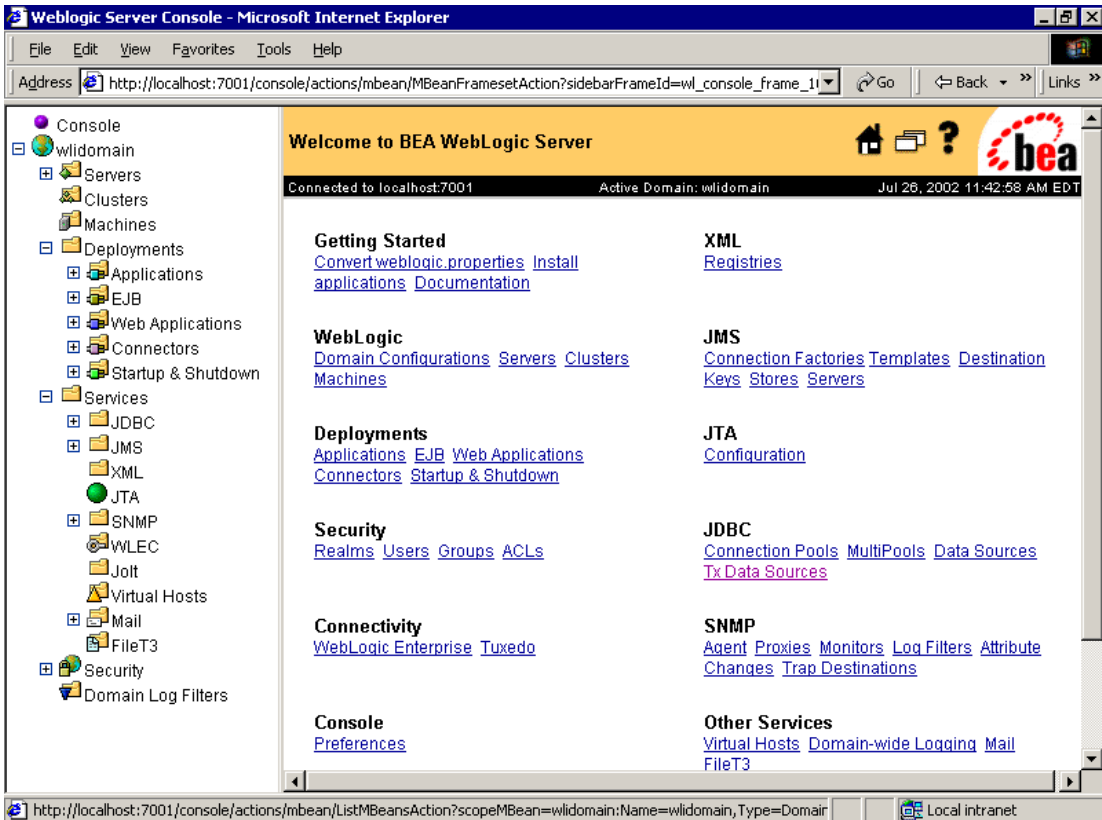 Weblogic Server Console - Microsoft Internet Explorer
File Edit View Favorites Tools Help
Address http://localhost:7001/console/actions/mbean/MBeanFramesetAction?sidebarFrameId=wl_console_frame_1 Go Back » Links »
Console
wlidomain
Servers
Clusters
Machines
Deployments
Applications
EJB
Web Applications
Connectors
Startup & Shutdown
Services
JDBC
JMS
XML
JTA
SNMP
WLEC
Jolt
Virtual Hosts
Mail
FileT3
Security
Domain Log Filters
Welcome to BEA WebLogic Server
? bea
Connected to localhost:7001 Active Domain: wlidomain Jul 26, 2002 11:42:58 AM EDT
Getting Started
Convert weblogic.properties Install
applications Documentation
XML
Registries
WebLogic
Domain Configurations Servers Clusters
Machines
JMS
Connection Factories Templates Destination
Keys Stores Servers
Deployments
Applications EJB Web Applications
Connectors Startup & Shutdown
JTA
Configuration
Security
Realms Users Groups ACLs
JDBC
Connection Pools MultiPools Data Sources
Tx Data Sources
Connectivity
WebLogic Enterprise Tuxedo
SNMP
Agent Proxies Monitors Log Filters Attribute
Changes Trap Destinations
Console
Preferences
Other Services
Virtual Hosts Domain-wide Logging Mail
FileT3
http://localhost:7001/console/actions/mbean/ListMBeansAction?scopeMBean=wlidomain:Name=wlidomain,Type=Domair Local intranet